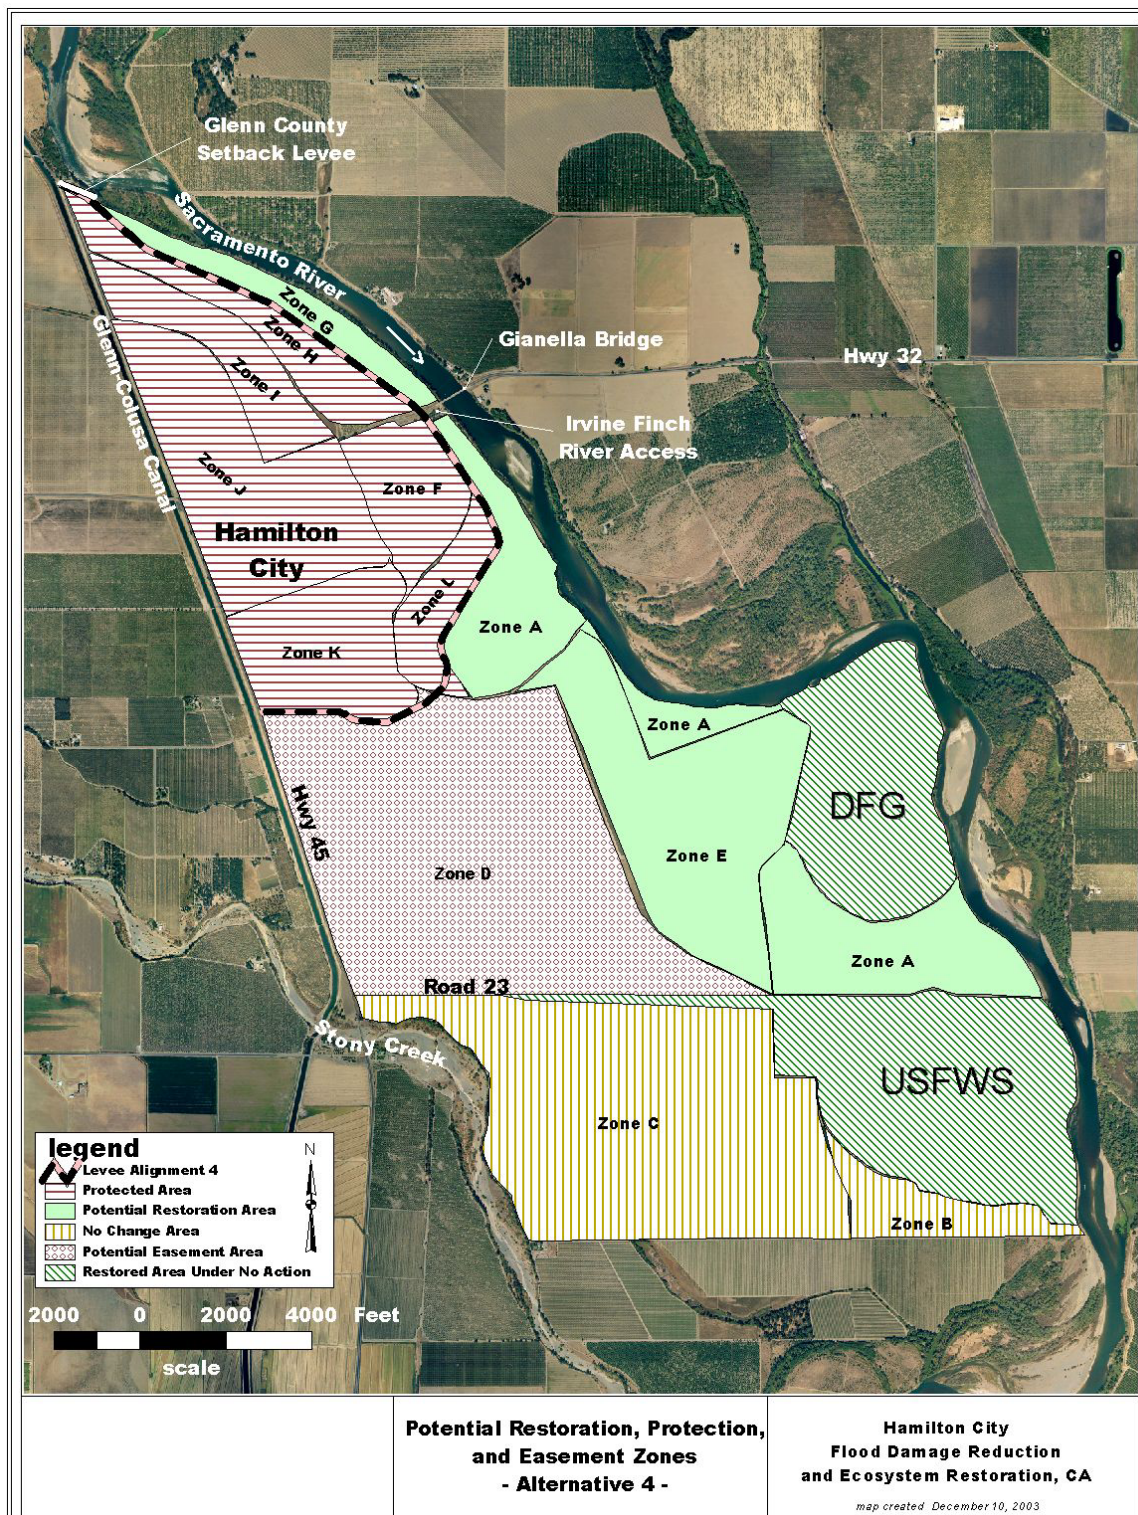 Glenn County
Setback Levee
Sacramento River
Zone G
Zone H
Zone I
Gianella Bridge
Hwy 32
Glenn-Colusa Canal
Irvine Finch
River Access
Zone J
Zone F
Hamilton
City
Zone L
Zone A
Zone K
Zone A
Hwy 45
DFG
Zone E
Zone D
Zone A
Road 23
Stony Creek
USFWS
Zone C
Zone B
legend
N
Levee Alignment 4
Protected Area
Potential Restoration Area
No Change Area
Potential Easement Area
Restored Area Under No Action
2000 0 2000 4000 Feet
scale
Potential Restoration, Protection,
and Easement Zones
- Alternative 4 -
Hamilton City
Flood Damage Reduction
and Ecosystem Restoration, CA
map created December 10, 2003